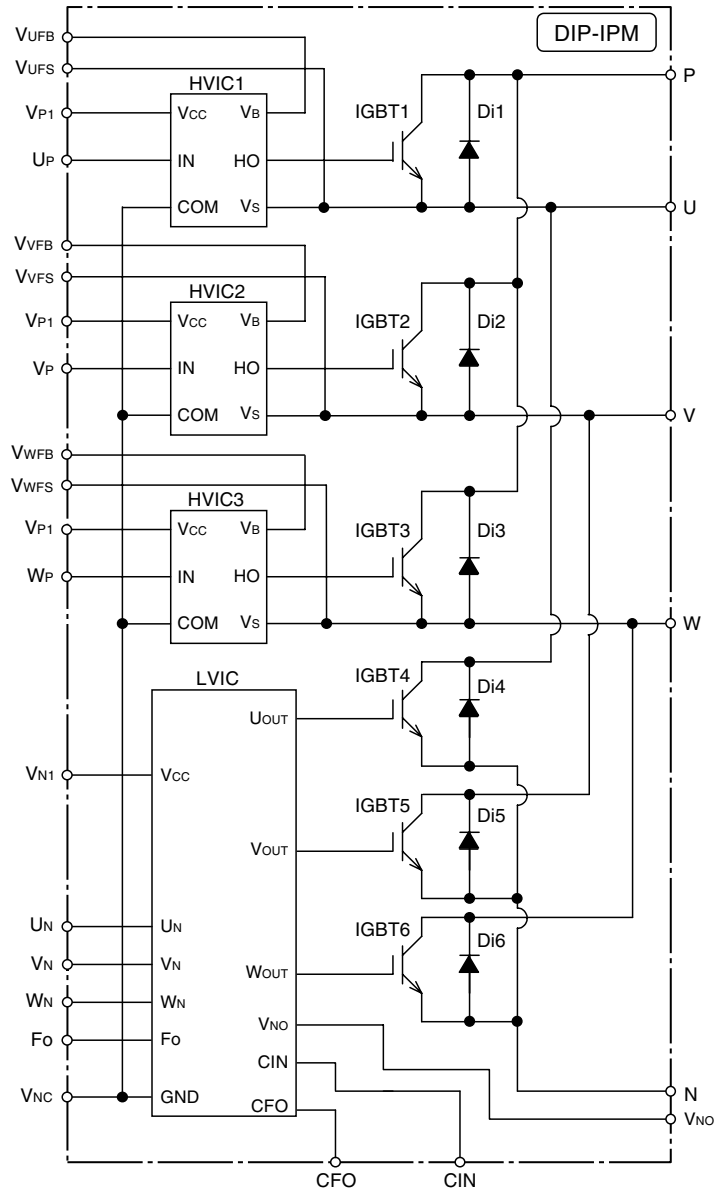 DIP-IPM
VUFB
VUFS
HVIC1
VP1
VCC
VB
IGBT1
Di1
P
UP
IN
HO
COM
VS
U
VVFB
VVFS
HVIC2
VP1
VCC
VB
IGBT2
Di2
VP
IN
HO
COM
VS
V
VWFB
VWFS
HVIC3
VP1
VCC
VB
IGBT3
Di3
WP
IN
HO
COM
VS
W
LVIC
IGBT4
Di4
UOUT
VN1
VCC
IGBT5
Di5
VOUT
UN
UN
IGBT6
Di6
VN
VN
WOUT
WN
WN
VNO
Fo
Fo
CIN
VNC
GND
CFO
N
VNO
CFO
CIN